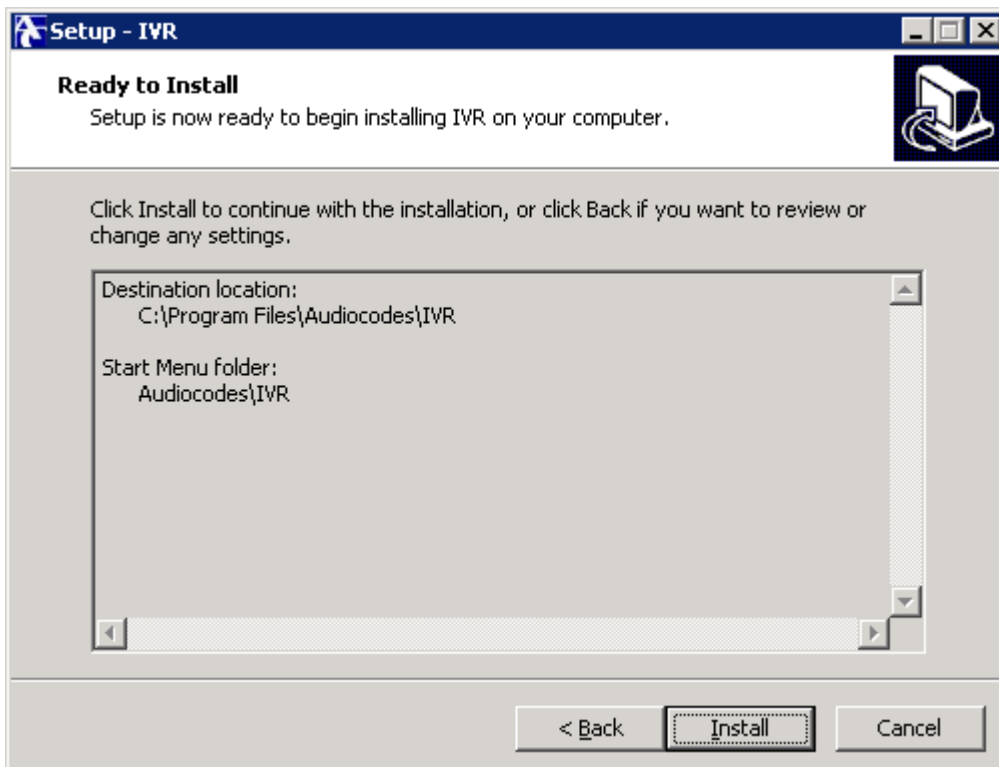 Setup - IVR
Ready to Install
Setup is now ready to begin installing IVR on your computer.
Click Install to continue with the installation, or click Back if you want to review or
change any settings.
Destination location:
C:\Program Files\Audiocodes\IVR
Start Menu folder:
Audiocodes\IVR
< Back
Install
Cancel